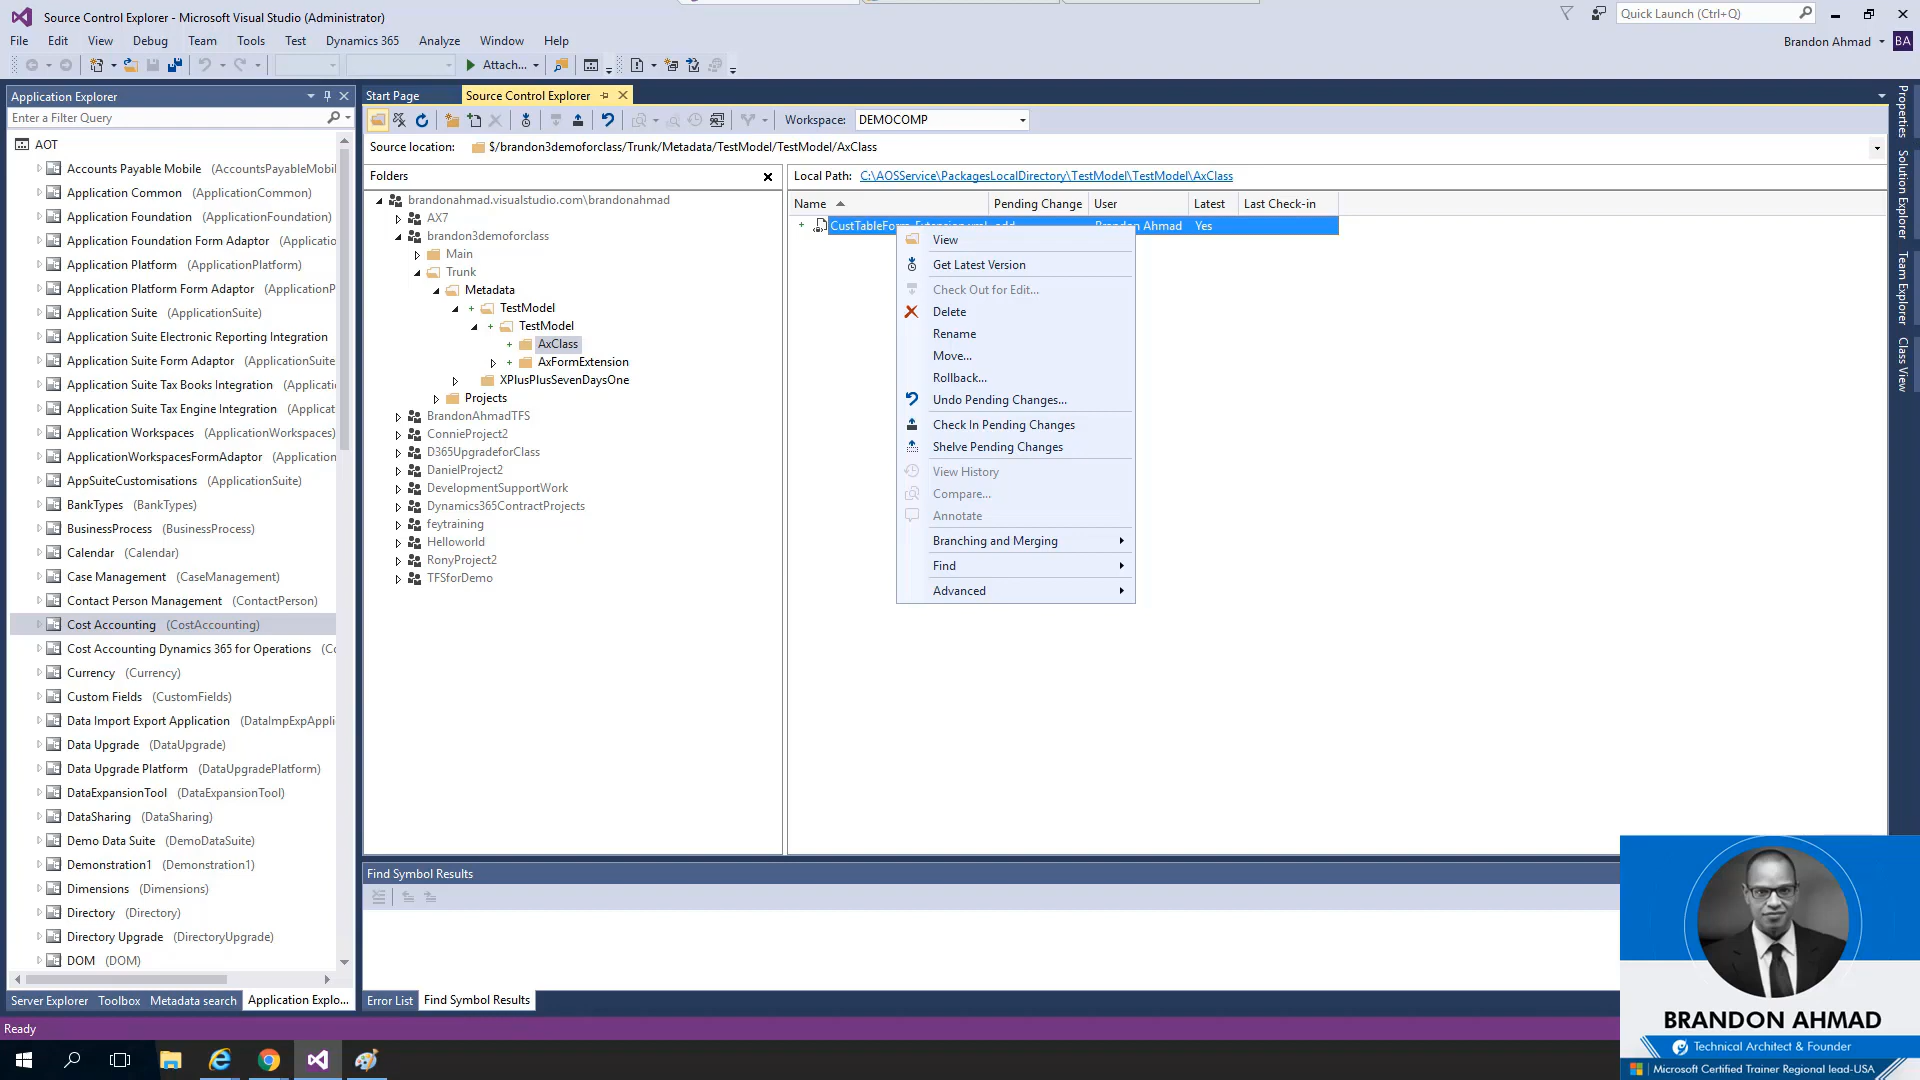 Source Control Explorer - Microsoft Visual Studio (Administrator)
Quick Launch (Ctrl+Q)
File Edit View Debug Team Tools Test Dynamics 365 Analyze Window Help
Brandon Ahmad BA
Attach...
Application Explorer
Enter a Filter Query
AOT
Accounts Payable Mobile (AccountsPayableMobil
Application Common (ApplicationCommon)
Application Foundation (ApplicationFoundation)
Application Foundation Form Adaptor (Applicat
Application Platform (ApplicationPlatform)
Application Platform Form Adaptor (ApplicationP
Application Suite (ApplicationSuite)
Application Suite Electronic Reporting Integration
Application Suite Form Adaptor (ApplicationSuite
Application Suite Tax Books Integration (Applicat
Application Suite Tax Engine Integration (Applicat
Application Workspaces (ApplicationWorkspaces)
ApplicationWorkspacesFormAdaptor (Application
AppSuiteCustomisations (ApplicationSuite)
BankTypes (BankTypes)
BusinessProcess (BusinessProcess)
Calendar (Calendar)
Case Management (CaseManagement)
Contact Person Management (ContactPerson)
Cost Accounting (CostAccounting)
Cost Accounting Dynamics 365 for Operations (Co
Currency (Currency)
Custom Fields (CustomFields)
Data Import Export Application (DataImpExpAppli
Data Upgrade (DataUpgrade)
Data Upgrade Platform (DataUpgradePlatform)
DataExpansionTool (DataExpansionTool)
DataSharing (DataSharing)
Demo Data Suite (DemoDataSuite)
Demonstration1 (Demonstration1)
Dimensions (Dimensions)
Directory (Directory)
Directory Upgrade (DirectoryUpgrade)
DOM (DOM)
Server Explorer Toolbox Metadata search Application Explo...
Start Page Source Control Explorer
Workspace: DEMOCOMP
Source location: $/brandon3demoforclass/Trunk/Metadata/TestModel/TestModel/AxClass
Folders
brandonahmad.visualstudio.com\brandonahmad
AX7
brandon3demoforclass
Main
Trunk
Metadata
TestModel
TestModel
AxClass
AxFormExtension
XPlusPlusSevenDaysOne
Projects
BrandonAhmadTFS
ConnieProject2
D365UpgradeforClass
DanielProject2
DevelopmentSupportWork
Dynamics365ContractProjects
feytraining
Helloworld
RonyProject2
TFSforDemo
Local Path: C:\AOSService\PackagesLocalDirectory\TestModel\TestModel\AxClass
Name Pending Change User Latest Last Check-in
CustTableForm_Extension.xml add Brandon Ahmad Yes
View
Get Latest Version
Check Out for Edit...
Delete
Rename
Move...
Rollback...
Undo Pending Changes...
Check In Pending Changes
Shelve Pending Changes
View History
Compare...
Annotate
Branching and Merging
Find
Advanced
Properties
Solution Explorer
Team Explorer
Class View
Find Symbol Results
Error List Find Symbol Results
Ready
BRANDON AHMAD
Technical Architect & Founder
Microsoft Certified Trainer Regional lead-USA